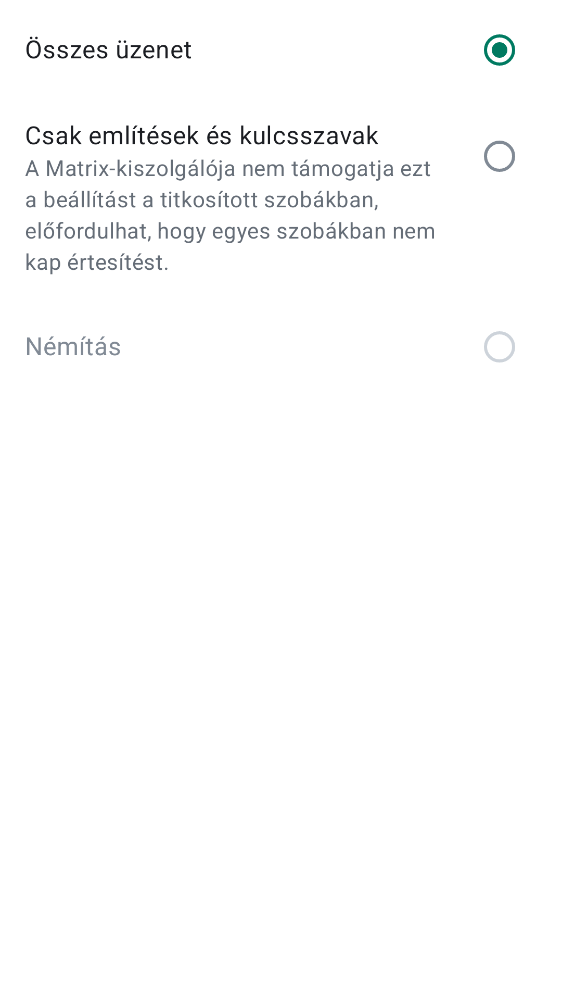 Összes üzenet
Csak említések és kulcsszavak
A Matrix-kiszolgálója nem támogatja ezt
a beállítást a titkosított szobákban,
előfordulhat, hogy egyes szobákban nem
kap értesítést.
Némítás